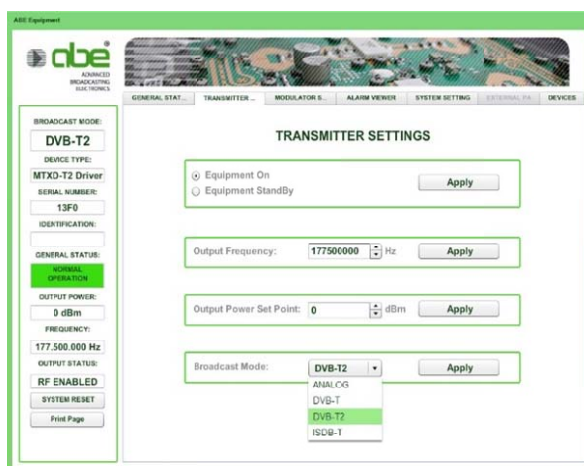 ABE Equipment
abe
ADVANCED
BROADCASTING
ELECTRONICS
GENERAL STAT... TRANSMITTER ... MODULATOR S... ALARM VIEWER SYSTEM SETTING EXTERNAL PA DEVICES
BROADCAST MODE:
DVB-T2
DEVICE TYPE:
MTXD-T2 Driver
SERIAL NUMBER:
13F0
IDENTIFICATION:
GENERAL STATUS:
NORMAL
OPERATION
OUTPUT POWER:
0 dBm
FREQUENCY:
177.500.000 Hz
OUTPUT STATUS:
RF ENABLED
SYSTEM RESET
Print Page
TRANSMITTER SETTINGS
Equipment On
Equipment StandBy
Apply
Output Frequency: 177500000 Hz Apply
Output Power Set Point: 0 dBm Apply
Broadcast Mode: DVB-T2 Apply
ANALOG
DVB-T
DVB-T2
ISDB-T